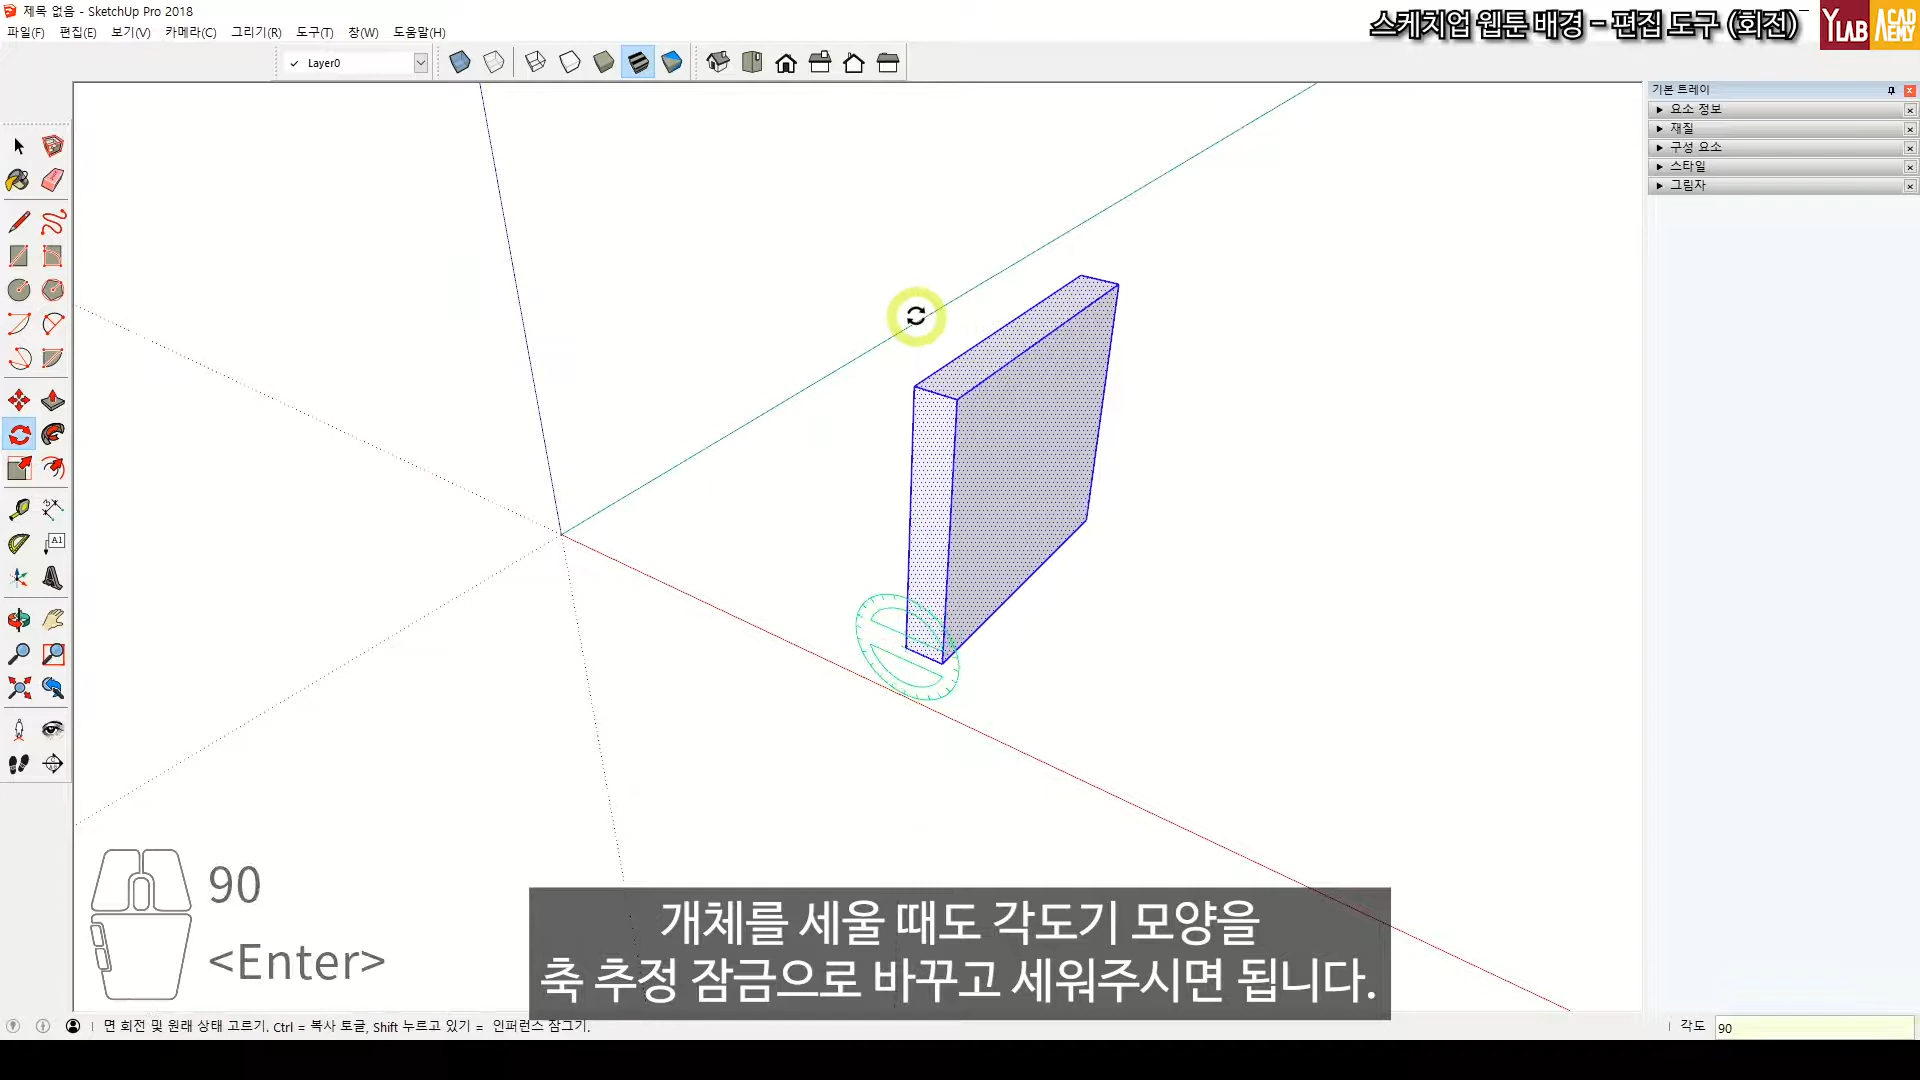 제목 없음 - SketchUp Pro 2018
스케치업 웹툰 배경 - 편집 도구 (회전)
YLAB ACADEMY
파일(F) 편집(E) 보기(V) 카메라(C) 그리기(R) 도구(T) 창(W) 도움말(H)
Layer0
기본 트레이
요소 정보
재질
구성 요소
스타일
그림자
A1
90
<Enter>
개체를 세울 때도 각도기 모양을
축 추정 잠금으로 바꾸고 세워주시면 됩니다.
면 회전 및 원래 상태 고르기. Ctrl = 복사 토글, Shift 누르고 있기 = 인퍼런스 잠그기.
각도 90